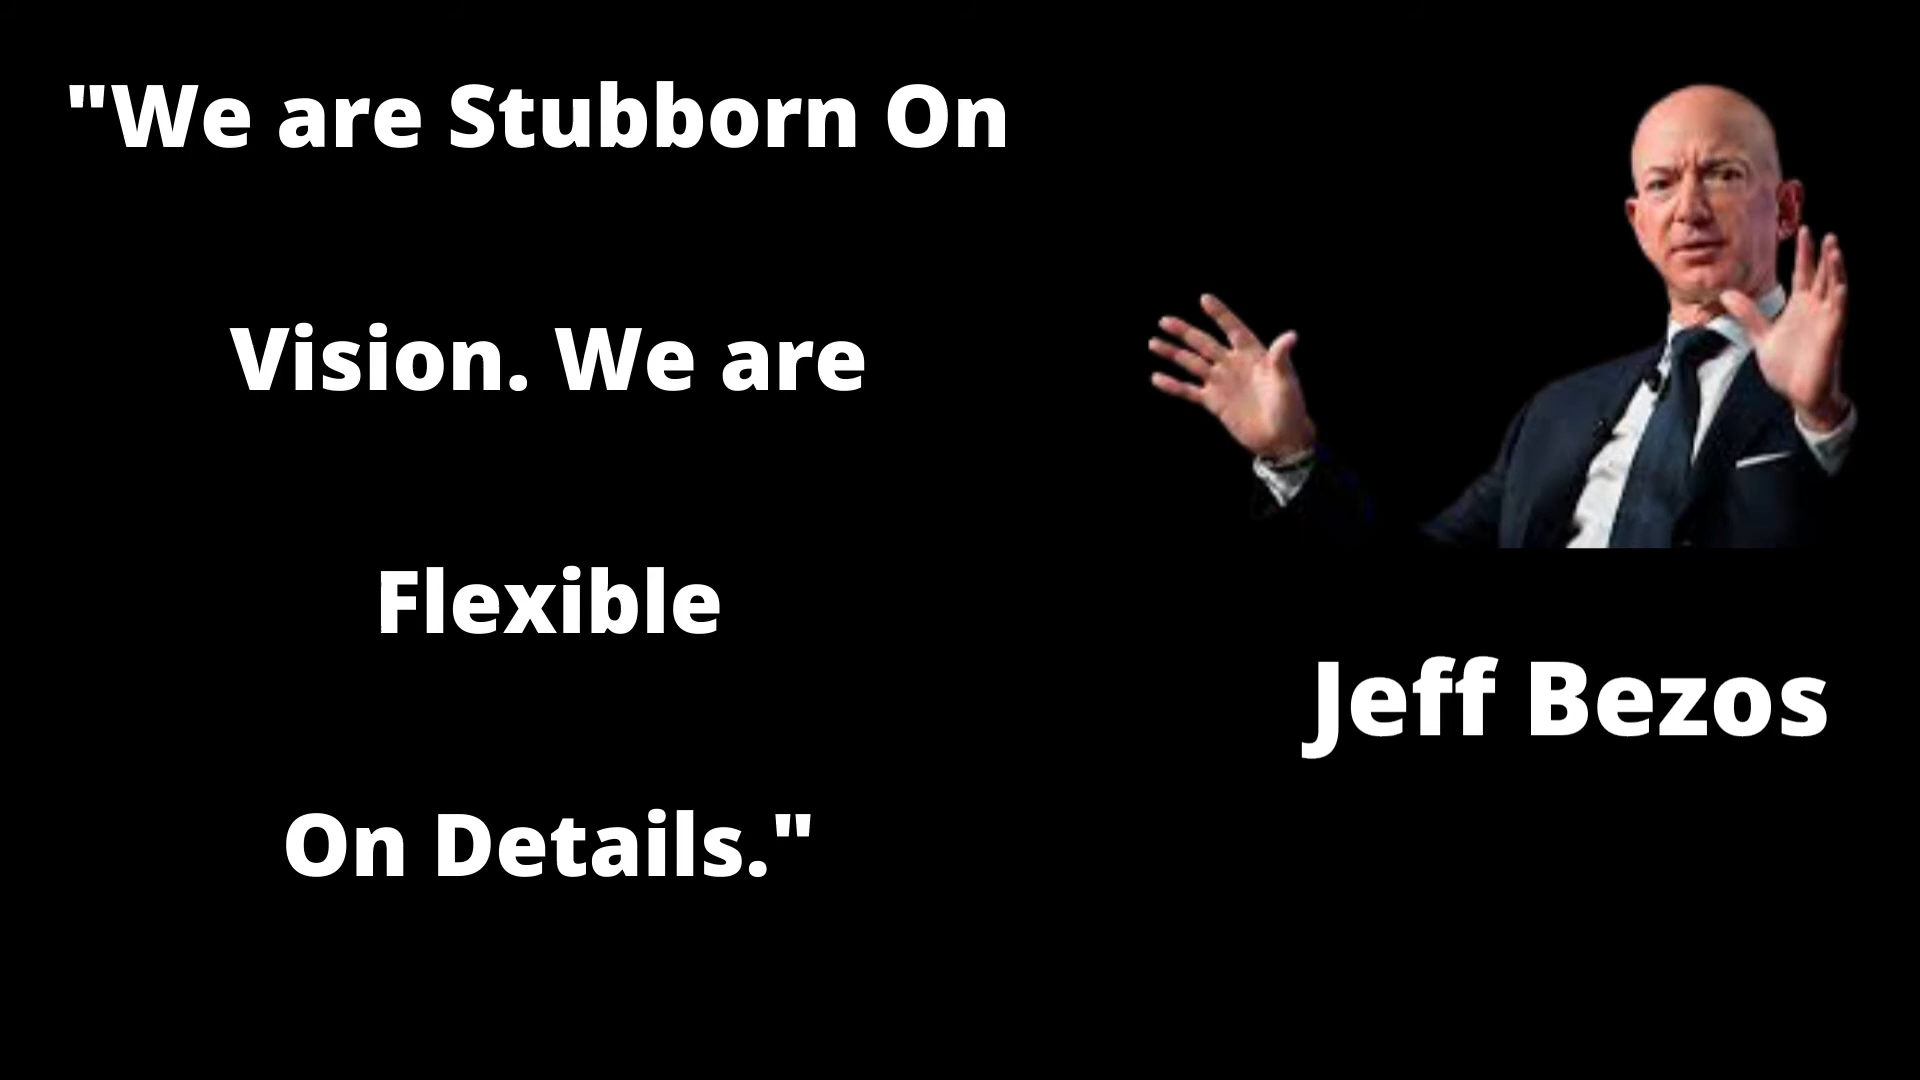 "We are Stubborn On
Vision. We are
Flexible
On Details."
Jeff Bezos